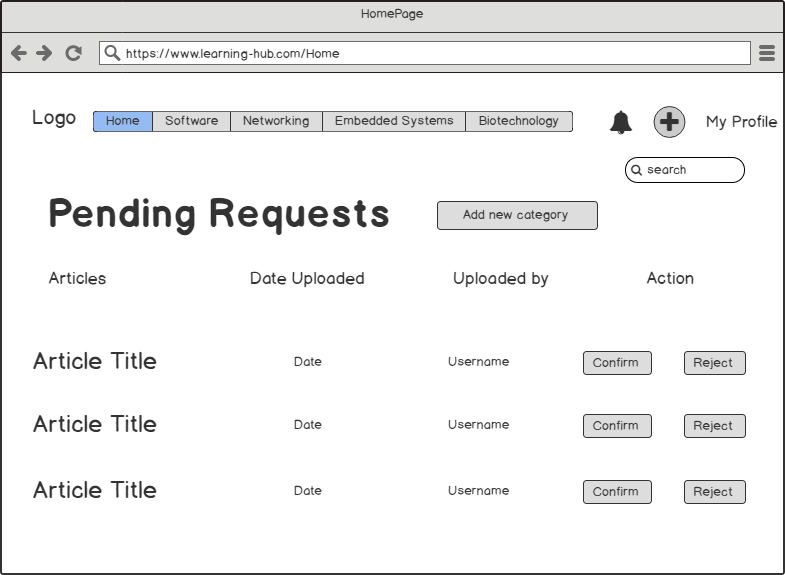 HomePage
https://www.learning-hub.com/Home
Logo Home Software Networking Embedded Systems Biotechnology My Profile
search
Pending Requests Add new category
Articles Date Uploaded Uploaded by Action
Article Title Date Username Confirm Reject
Article Title Date Username Confirm Reject
Article Title Date Username Confirm Reject